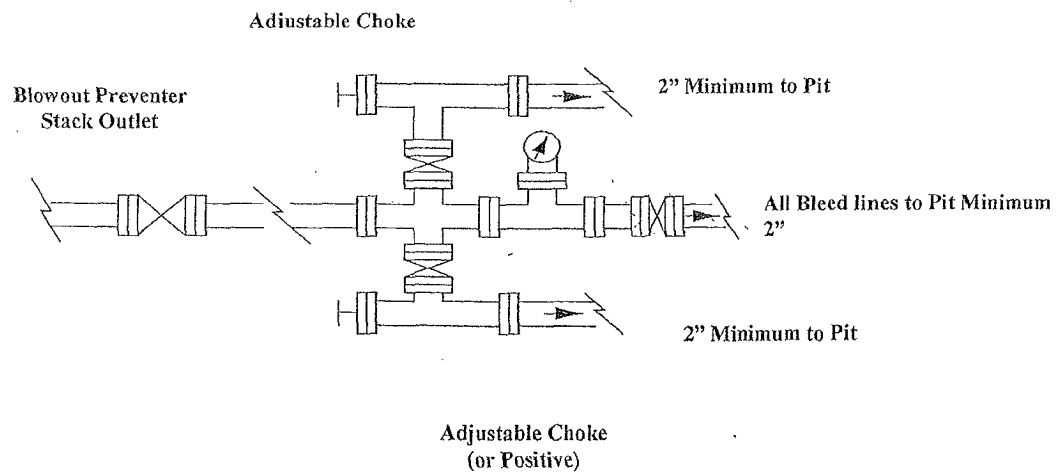 Adjustable Choke
Blowout Preventer
Stack Outlet
2” Minimum to Pit
All Bleed lines to Pit Minimum
2”
2” Minimum to Pit
Adjustable Choke
(or Positive)